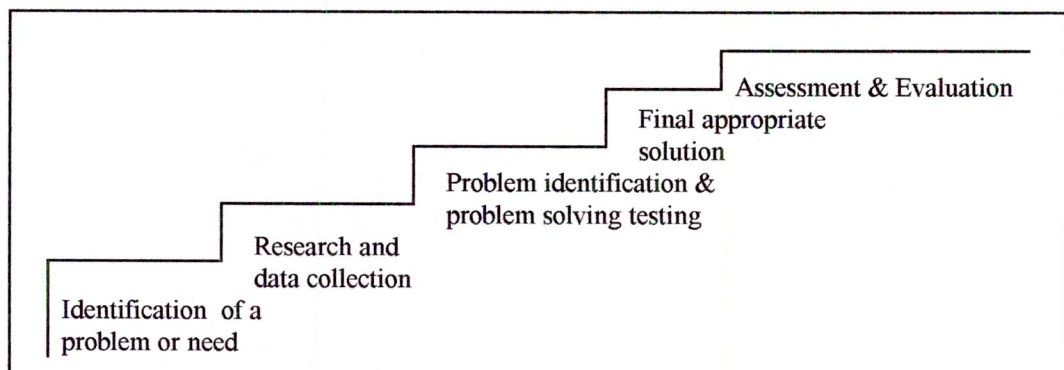 Assessment & Evaluation
Final appropriate
solution
Problem identification &
problem solving testing
Research and
data collection
Identification of a
problem or need